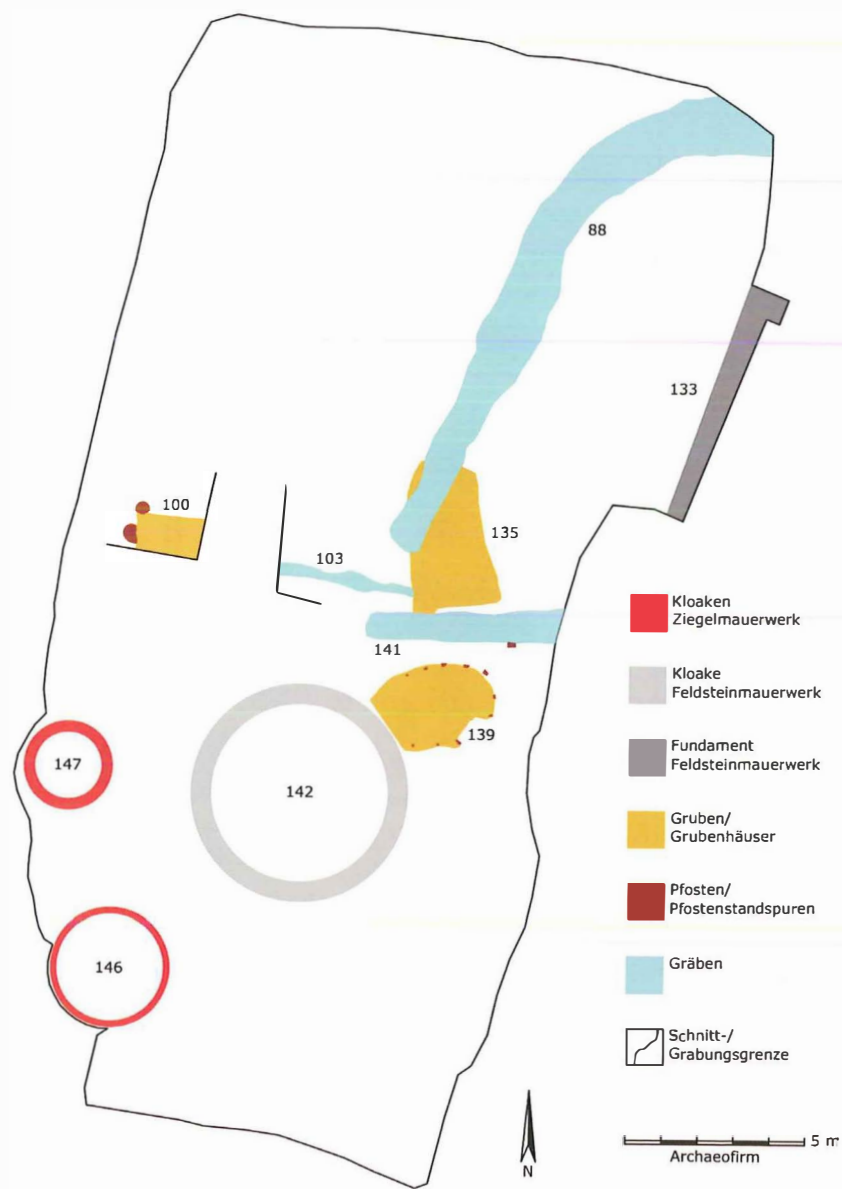 88
133
100
135
103
141
139
147
142
146
Kloaken
Ziegelmauerwerk
Kloake
Feldsteinmauerwerk
Fundament
Feldsteinmauerwerk
Gruben/
Grubenhäuser
Pfosten/
Pfostenstandspuren
Gräben
Schnitt-/
Grabungsgrenze
N
5 m
Archaeofirm